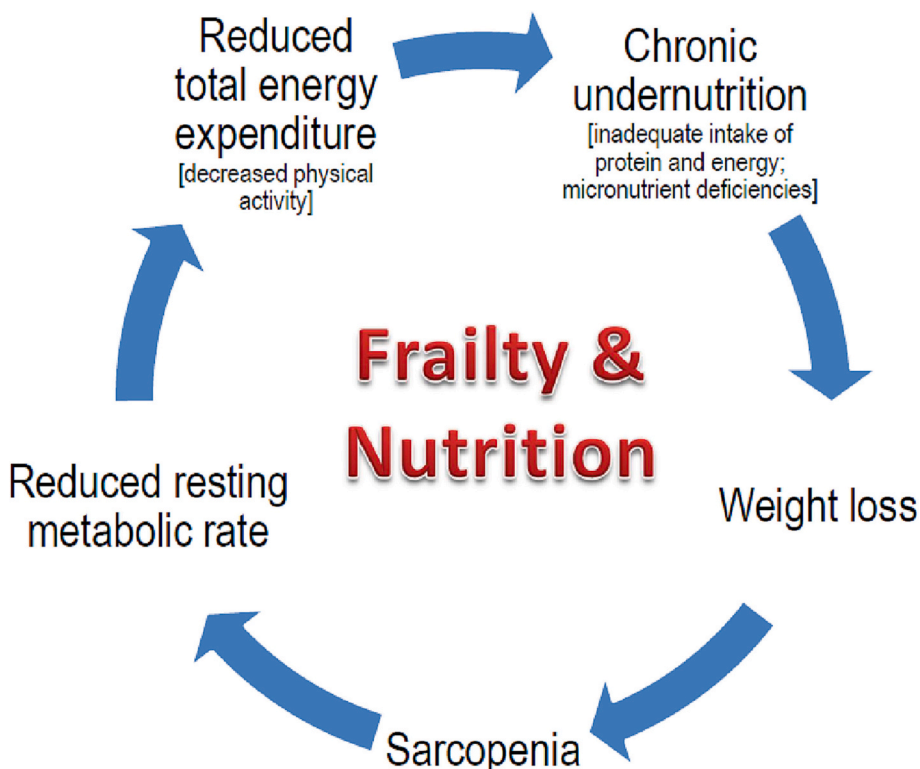 Reduced
total energy
expenditure
[decreased physical
activity]
Chronic
undernutrition
[inadequate intake of
protein and energy;
micronutrient deficiencies]
Frailty &
Nutrition
Weight loss
Sarcopenia
Reduced resting
metabolic rate